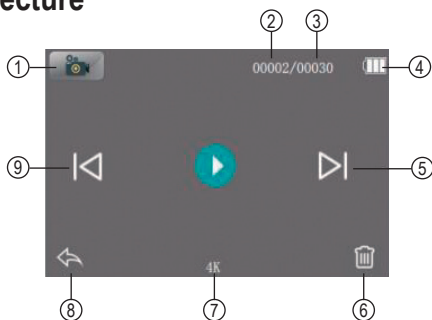 ecture
② ③
① 00002/00030 ④
⑨ ⑤
4K
⑧ ⑦ ⑥